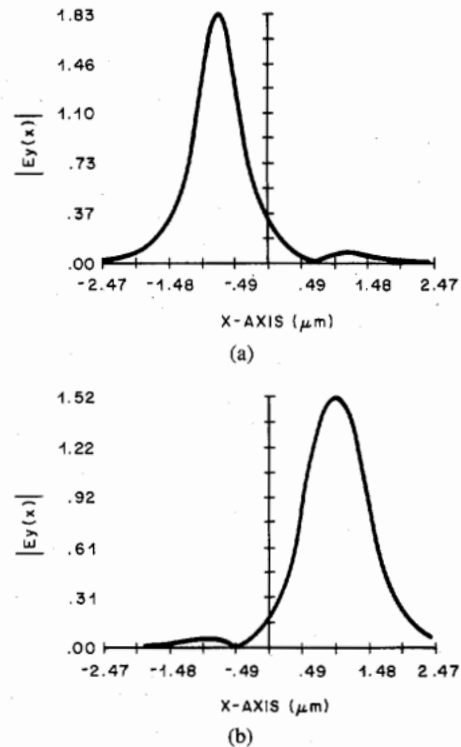 1.83
1.46
1.10
.73
.37
.00
|Ey(x)|
-2.47 -1.48 -.49 .49 1.48 2.47
X-AXIS (μm)
(a)
1.52
1.22
.92
.61
.31
.00
|Ey(x)|
-2.47 -1.48 -.49 .49 1.48 2.47
X-AXIS (μm)
(b)